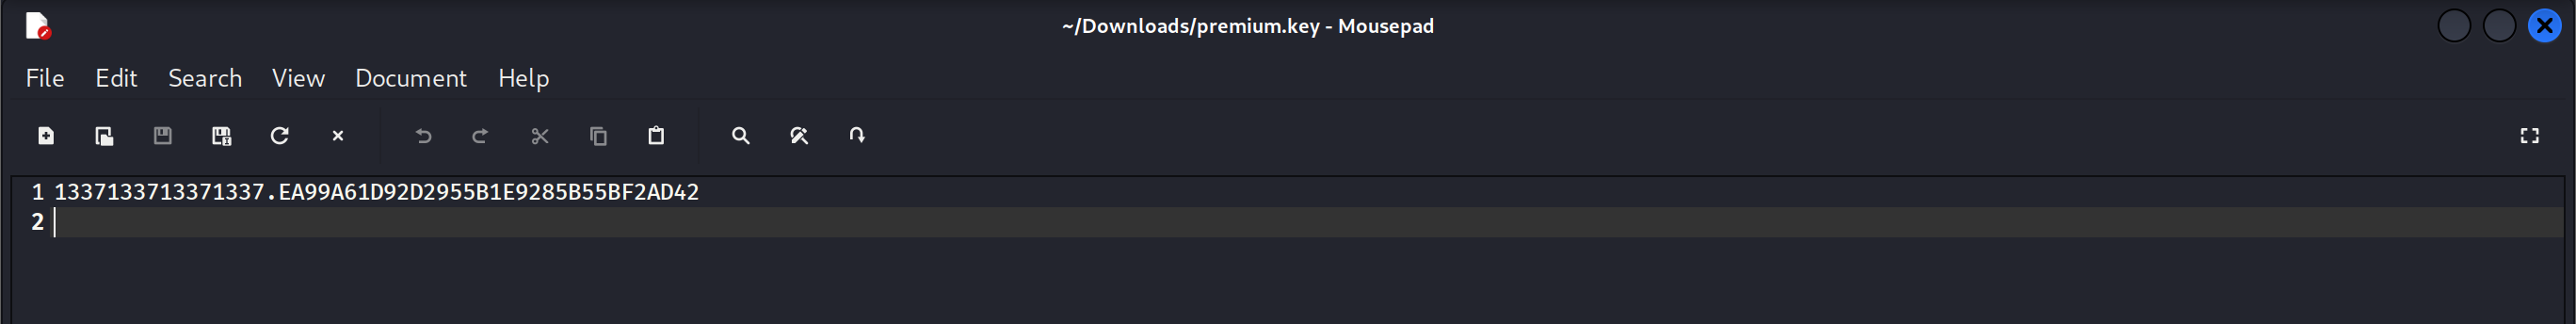 ~/Downloads/premium.key - Mousepad
File Edit Search View Document Help
1 1337133713371337.EA99A61D92D2955B1E9285B55BF2AD42
2